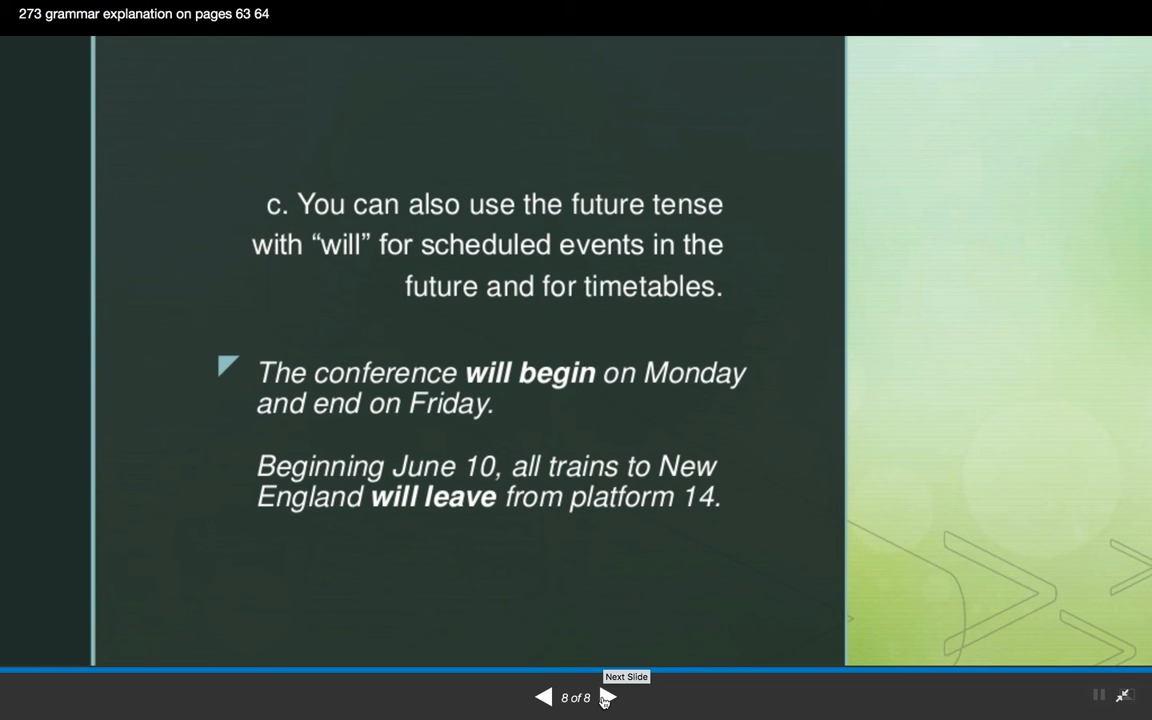 273 grammar explanation on pages 63 64
c. You can also use the future tense
with “will” for scheduled events in the
future and for timetables.
The conference will begin on Monday
and end on Friday.
Beginning June 10, all trains to New
England will leave from platform 14.
Next Slide
8 of 8